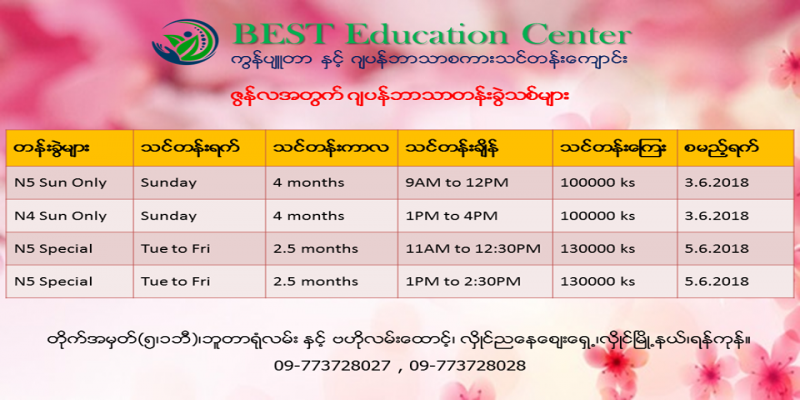 BEST Education Center
ကွန်ပျူတာ နှင့် ဂျပန်ဘာသာစကားသင်တန်းကျောင်း
ဇွန်လအတွက် ဂျပန်ဘာသာတန်းခွဲသစ်များ
တန်းခွဲများ သင်တန်းရက် သင်တန်းကာလ သင်တန်းချိန် သင်တန်းကြေး စမည့်ရက်
N5 Sun Only Sunday 4 months 9AM to 12PM 100000 ks 3.6.2018
N4 Sun Only Sunday 4 months 1PM to 4PM 100000 ks 3.6.2018
N5 Special Tue to Fri 2.5 months 11AM to 12:30PM 130000 ks 5.6.2018
N5 Special Tue to Fri 2.5 months 1PM to 2:30PM 130000 ks 5.6.2018
တိုက်အမှတ်(၅၊၁ဘီ)၊ဘူတာရုံလမ်း နှင့် ဗဟိုလမ်းထောင့်၊ လှိုင်ညနေစျေးရှေ့၊လှိုင်မြို့နယ်၊ရန်ကုန်။
09-773728027 , 09-773728028